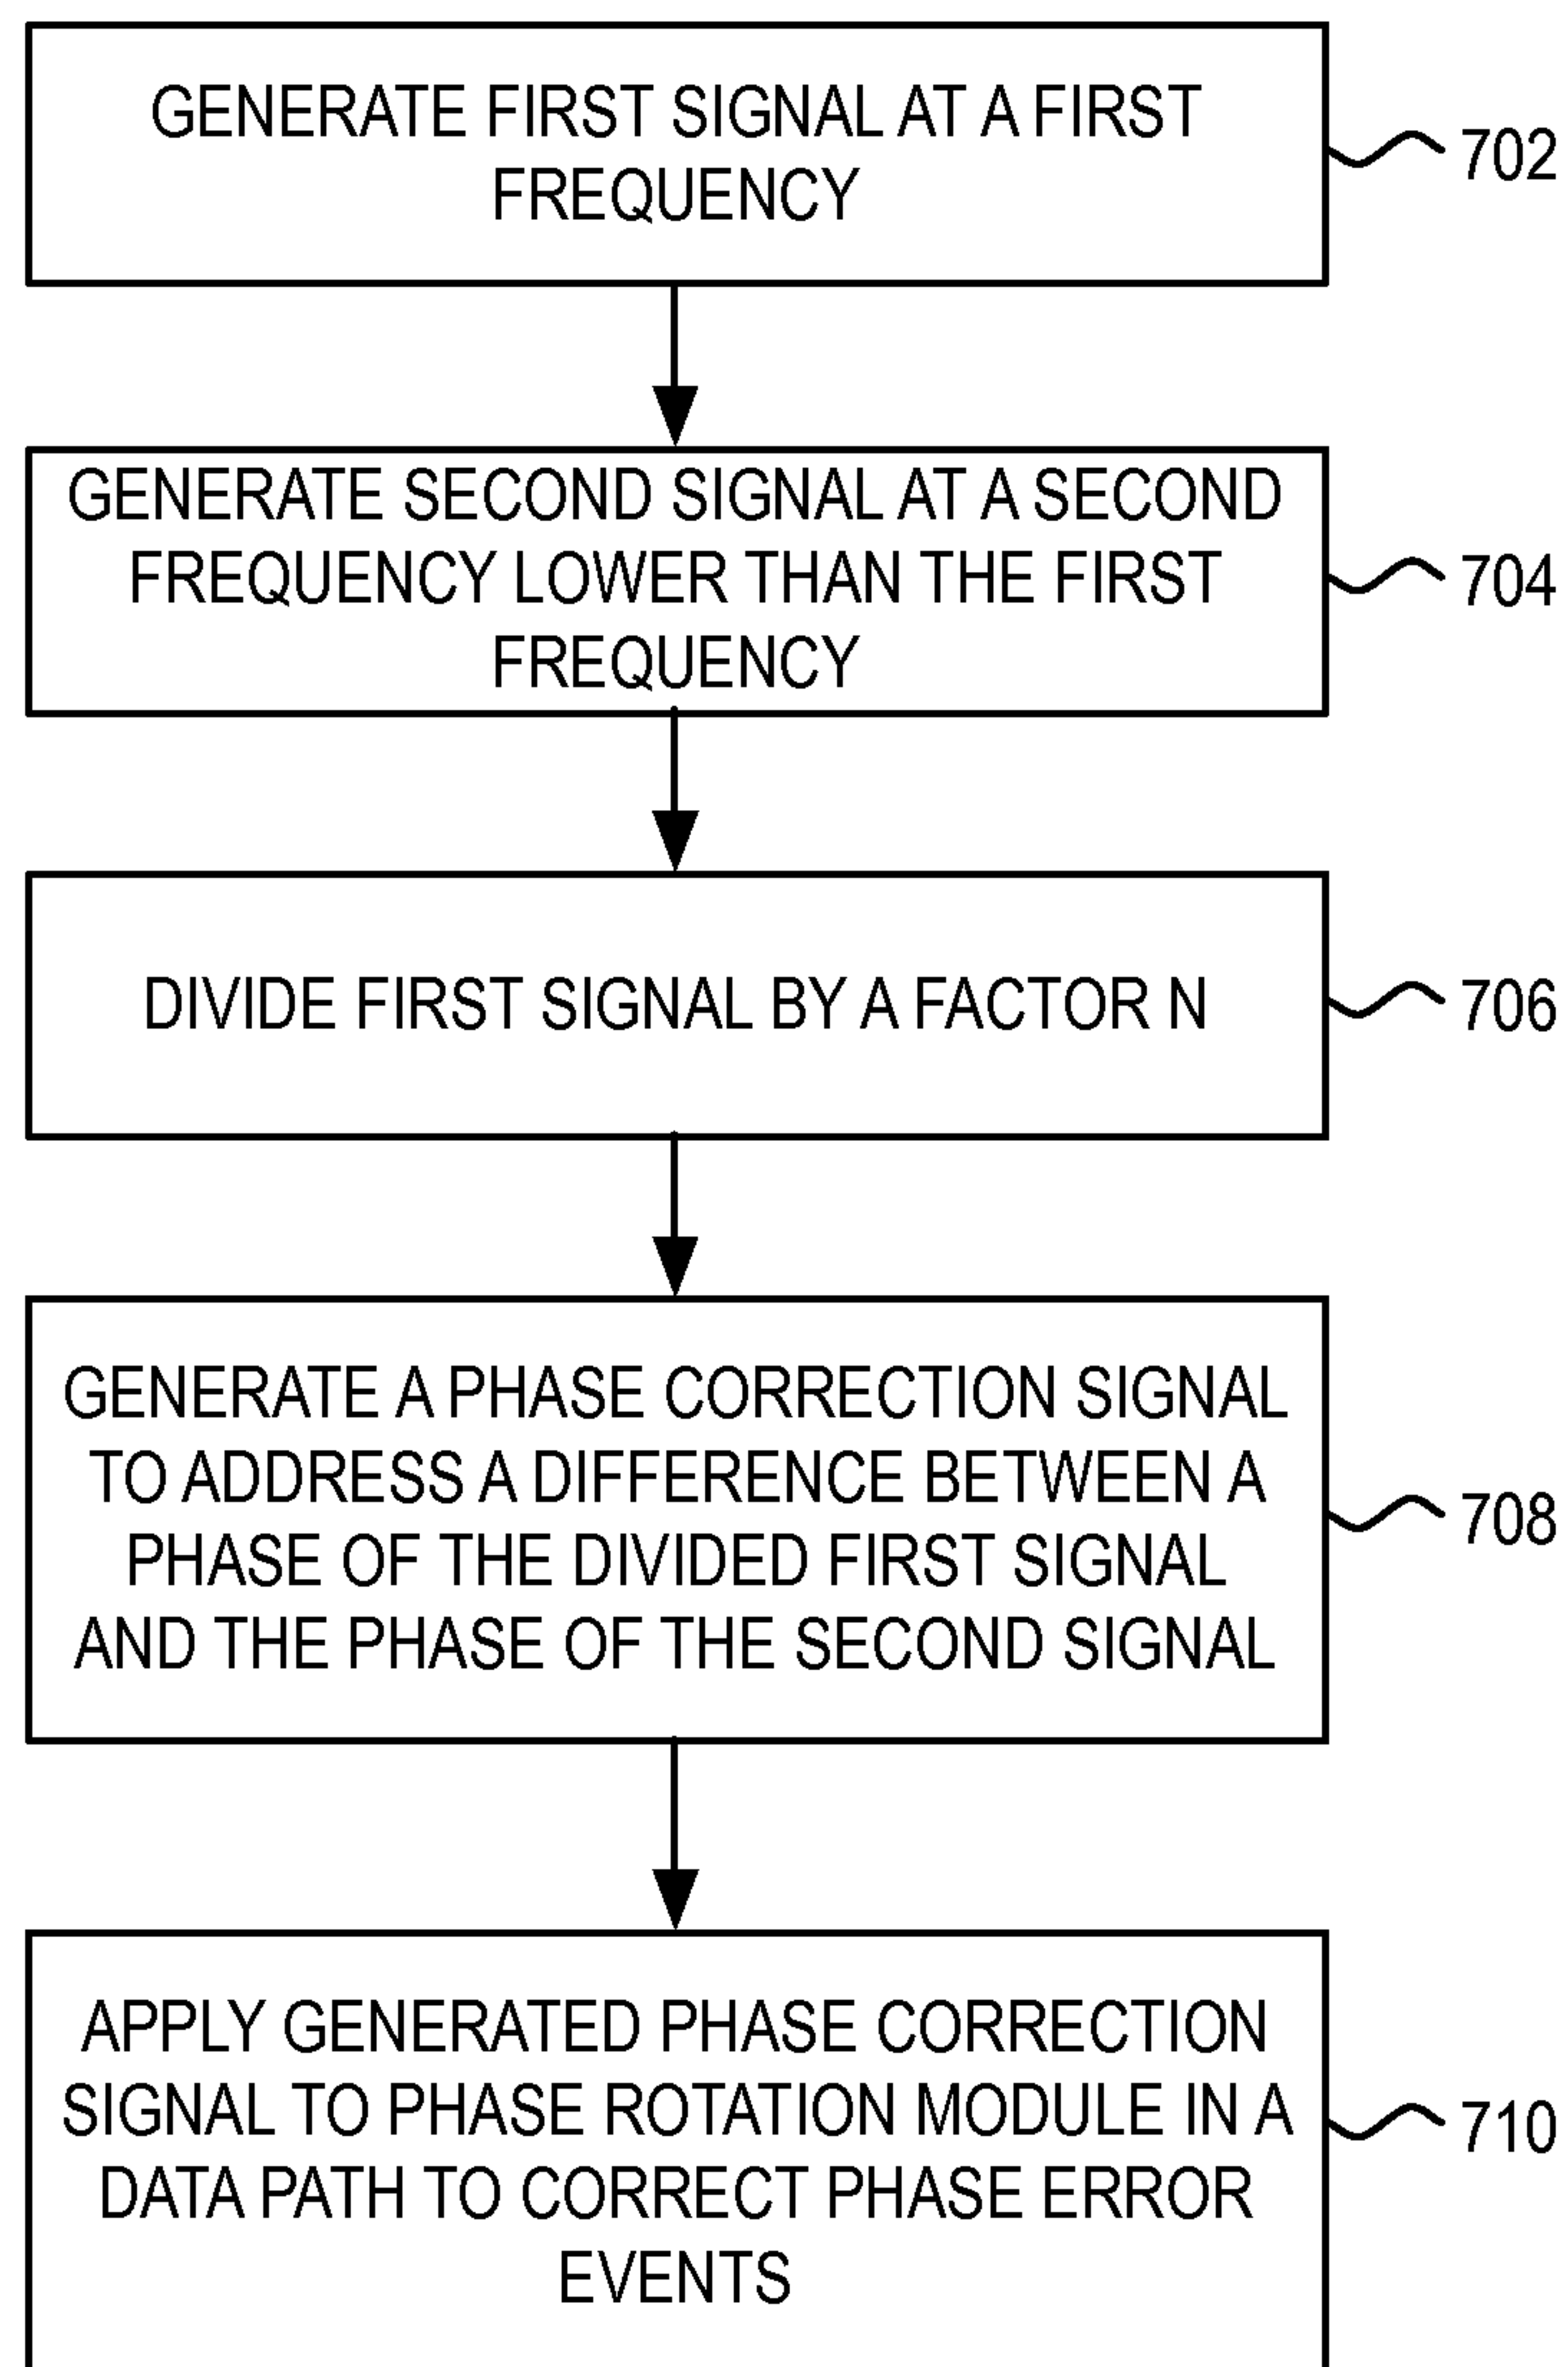 GENERATE FIRST SIGNAL AT A FIRST
FREQUENCY
702
GENERATE SECOND SIGNAL AT A SECOND
FREQUENCY LOWER THAN THE FIRST
FREQUENCY
704
DIVIDE FIRST SIGNAL BY A FACTOR N
706
GENERATE A PHASE CORRECTION SIGNAL
TO ADDRESS A DIFFERENCE BETWEEN A
PHASE OF THE DIVIDED FIRST SIGNAL
AND THE PHASE OF THE SECOND SIGNAL
708
APPLY GENERATED PHASE CORRECTION
SIGNAL TO PHASE ROTATION MODULE IN A
DATA PATH TO CORRECT PHASE ERROR
EVENTS
710